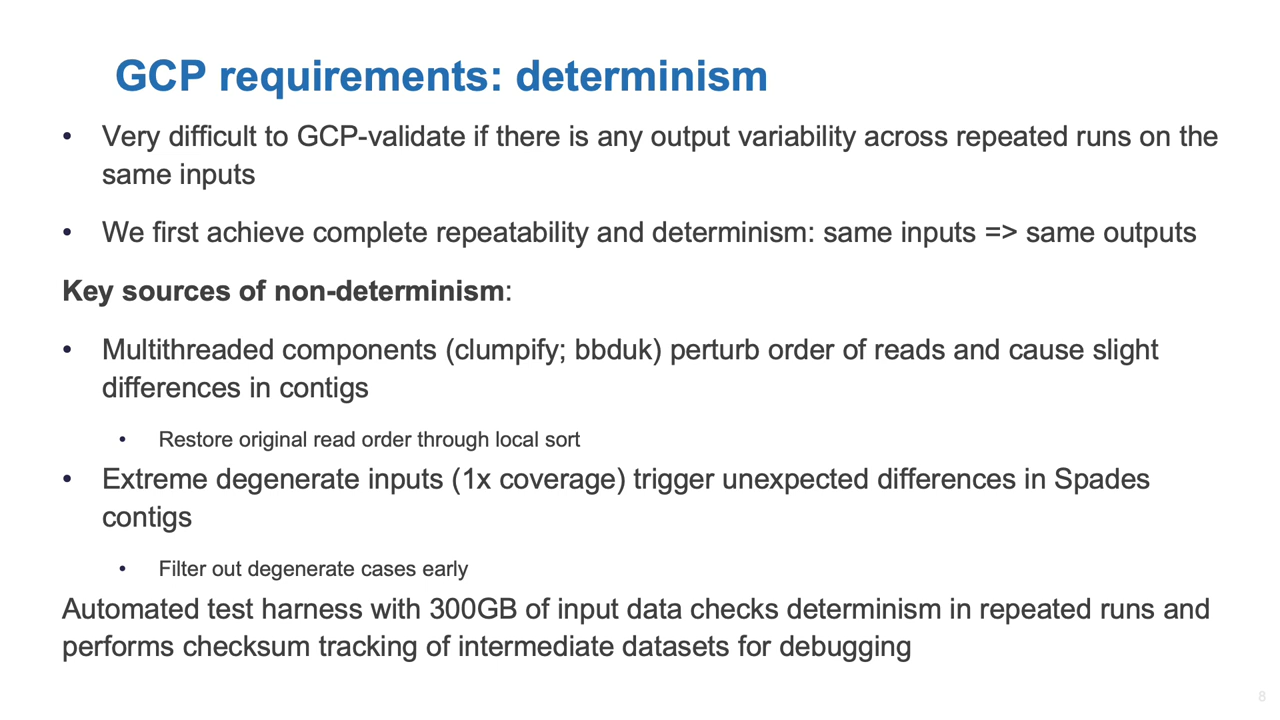 GCP requirements: determinism
• Very difficult to GCP-validate if there is any output variability across repeated runs on the
same inputs
• We first achieve complete repeatability and determinism: same inputs => same outputs
Key sources of non-determinism:
• Multithreaded components (clumpify; bbduk) perturb order of reads and cause slight
differences in contigs
• Restore original read order through local sort
• Extreme degenerate inputs (1x coverage) trigger unexpected differences in Spades
contigs
• Filter out degenerate cases early
Automated test harness with 300GB of input data checks determinism in repeated runs and
performs checksum tracking of intermediate datasets for debugging
8